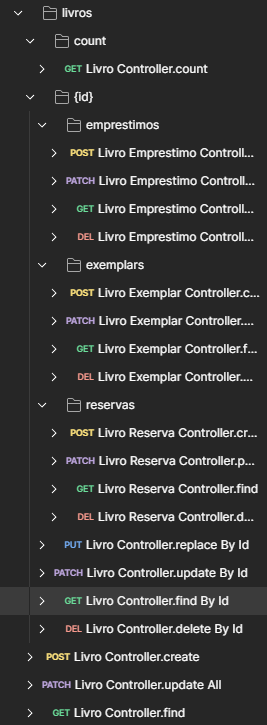 livros
count
GET Livro Controller.count
{id}
emprestimos
POST Livro Emprestimo Controll...
PATCH Livro Emprestimo Controll...
GET Livro Emprestimo Controll...
DEL Livro Emprestimo Controll...
exemplars
POST Livro Exemplar Controller.c...
PATCH Livro Exemplar Controller....
GET Livro Exemplar Controller.f...
DEL Livro Exemplar Controller....
reservas
POST Livro Reserva Controller.cr...
PATCH Livro Reserva Controller.p...
GET Livro Reserva Controller.find
DEL Livro Reserva Controller.d...
PUT Livro Controller.replace By Id
PATCH Livro Controller.update By Id
GET Livro Controller.find By Id
DEL Livro Controller.delete By Id
POST Livro Controller.create
PATCH Livro Controller.update All
GET Livro Controller.find